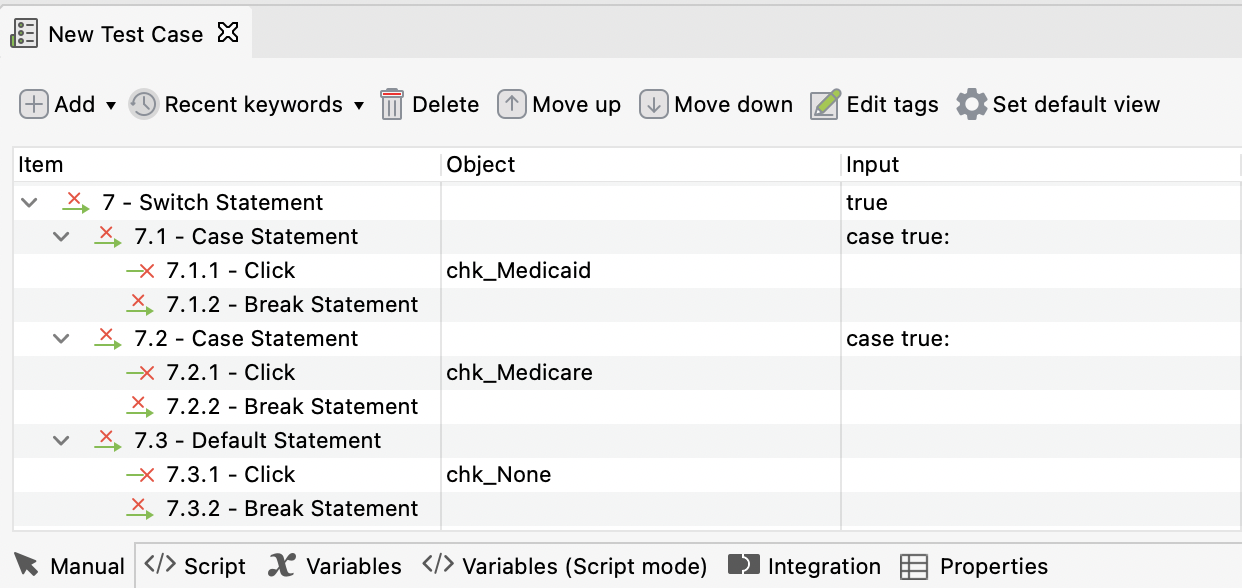 New Test Case
Add Recent keywords Delete Move up Move down Edit tags Set default view
Item Object Input
7 - Switch Statement true
7.1 - Case Statement case true:
7.1.1 - Click chk_Medicaid
7.1.2 - Break Statement
7.2 - Case Statement case true:
7.2.1 - Click chk_Medicare
7.2.2 - Break Statement
7.3 - Default Statement
7.3.1 - Click chk_None
7.3.2 - Break Statement
Manual </> Script Variables </> Variables (Script mode) Integration Properties